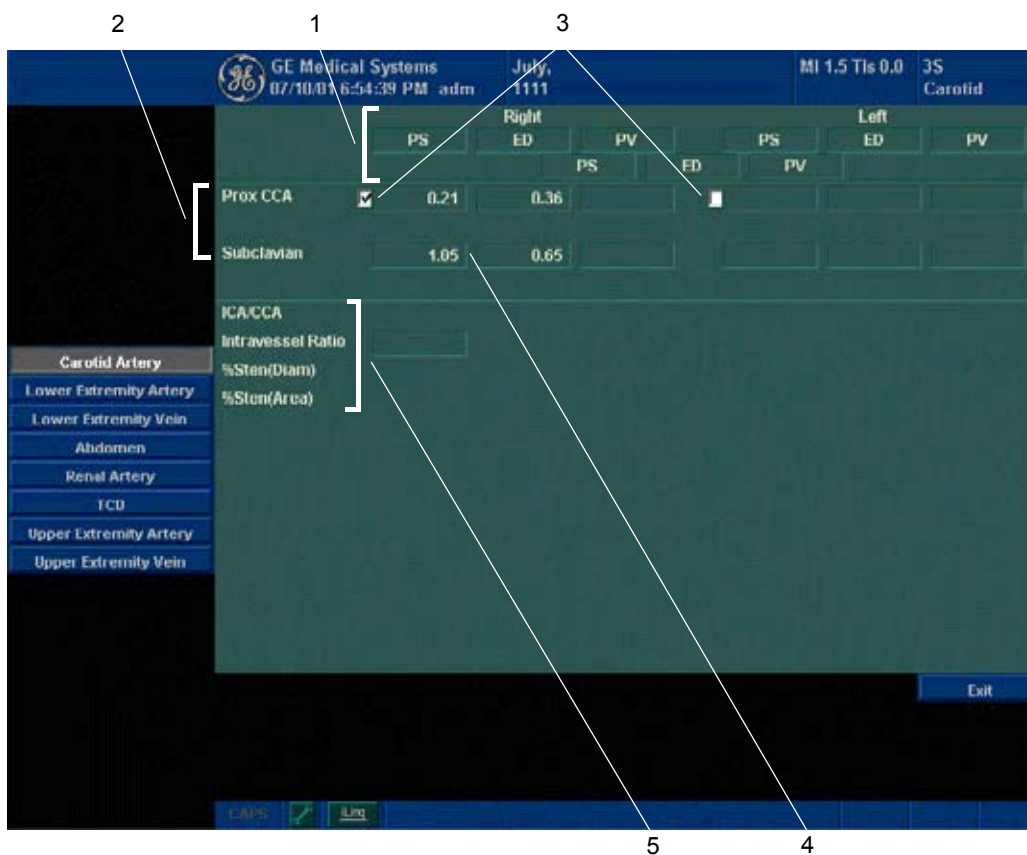 2 1 3
GE Medical Systems July, MI 1.5 TIs 0.0 3S
07/10/01 6:54:39 PM adm 1111 Carotid
Right Left
PS ED PV PS ED PV
PS ED PV
Prox CCA 0.21 0.36
Subclavian 1.05 0.65
ICA/CCA
Intravessel Ratio
%Sten(Diam)
%Sten(Area)
Carotid Artery
Lower Extremity Artery
Lower Extremity Vein
Abdomen
Renal Artery
TCD
Upper Extremity Artery
Upper Extremity Vein
Exit
CAPS
5 4